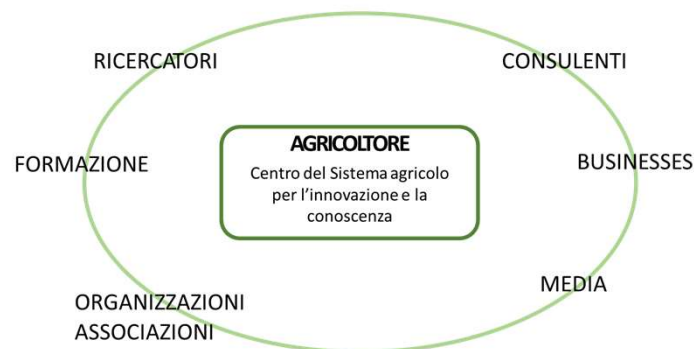 RICERCATORI
CONSULENTI
AGRICOLTORE
Centro del Sistema agricolo
per l'innovazione e la
conoscenza
FORMAZIONE
BUSINESSES
MEDIA
ORGANIZZAZIONI
ASSOCIAZIONI